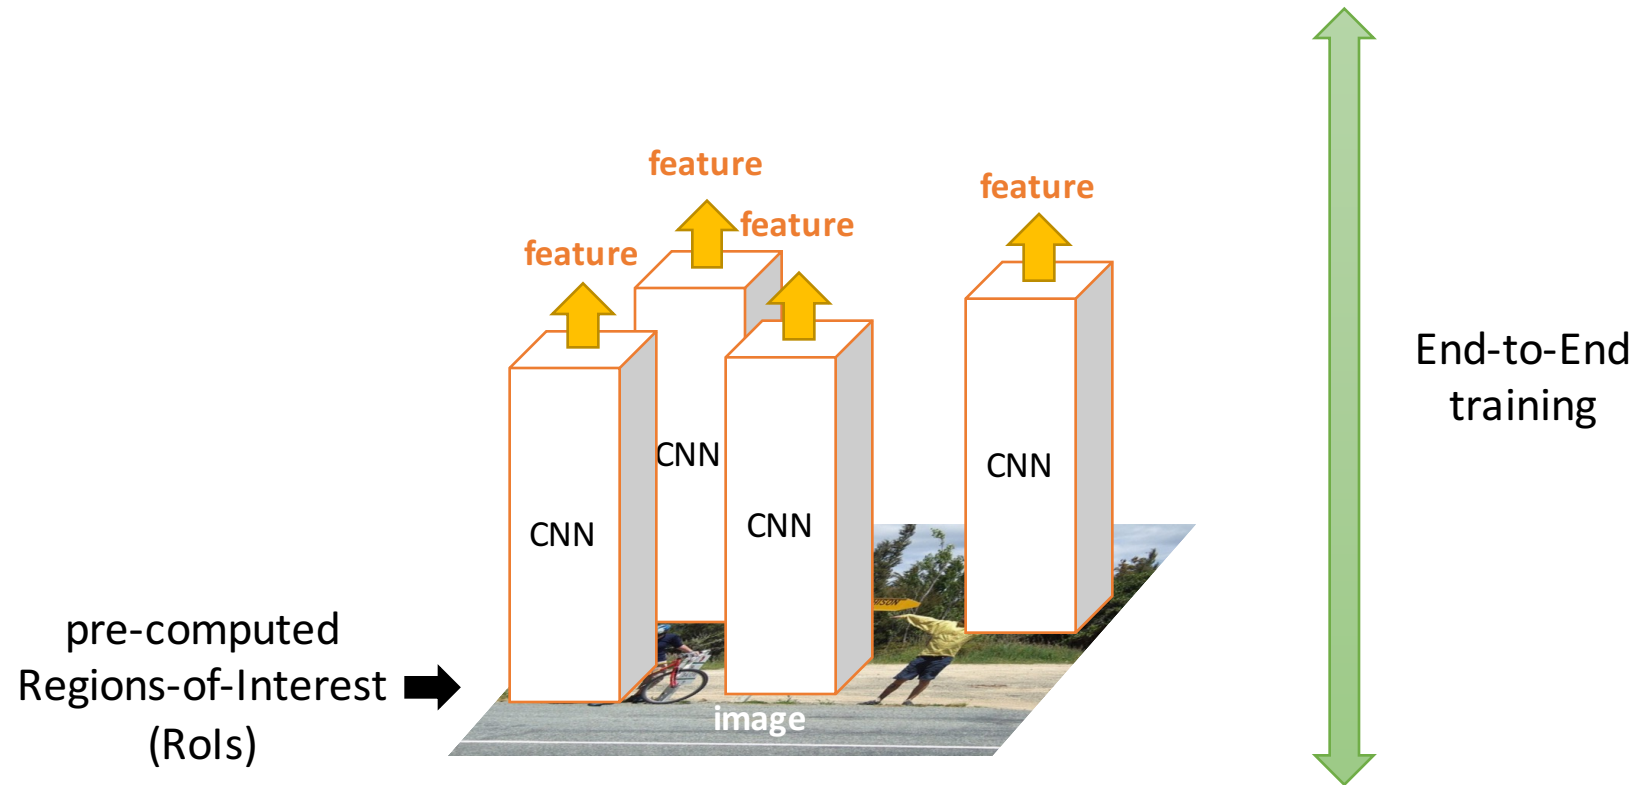 feature
feature
feature
feature
CNN
CNN
CNN
CNN
End-to-End
training
pre-computed
Regions-of-Interest
(RoIs)
image